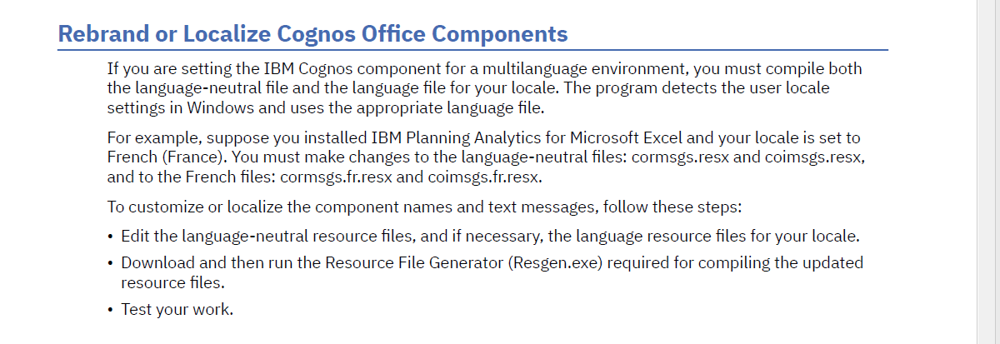 Rebrand or Localize Cognos Office Components
If you are setting the IBM Cognos component for a multilanguage environment, you must compile both
the language-neutral file and the language file for your locale. The program detects the user locale
settings in Windows and uses the appropriate language file.
For example, suppose you installed IBM Planning Analytics for Microsoft Excel and your locale is set to
French (France). You must make changes to the language-neutral files: cormsgs.resx and coimsgs.resx,
and to the French files: cormsgs.fr.resx and coimsgs.fr.resx.
To customize or localize the component names and text messages, follow these steps:
• Edit the language-neutral resource files, and if necessary, the language resource files for your locale.
• Download and then run the Resource File Generator (Resgen.exe) required for compiling the updated
resource files.
• Test your work.